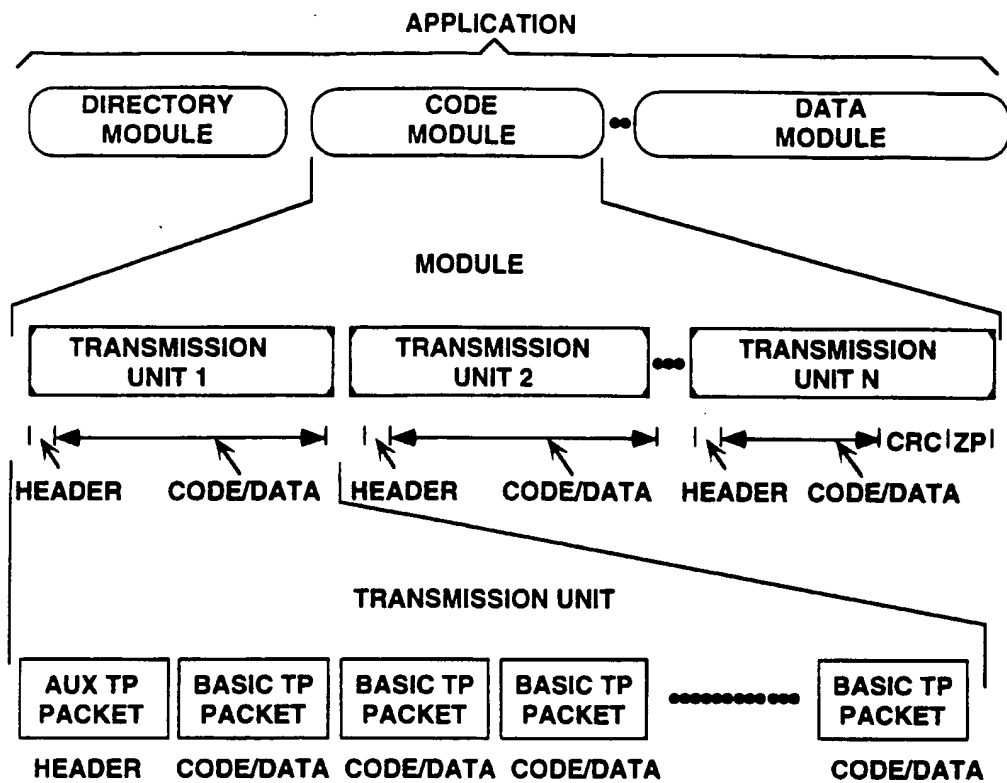 APPLICATION
DIRECTORY MODULE
CODE MODULE
DATA MODULE
MODULE
TRANSMISSION UNIT 1
TRANSMISSION UNIT 2
TRANSMISSION UNIT N
CRC ZP
HEADER CODE/DATA HEADER CODE/DATA HEADER CODE/DATA
TRANSMISSION UNIT
AUX TP PACKET
BASIC TP PACKET
BASIC TP PACKET
BASIC TP PACKET
BASIC TP PACKET
HEADER CODE/DATA CODE/DATA CODE/DATA CODE/DATA